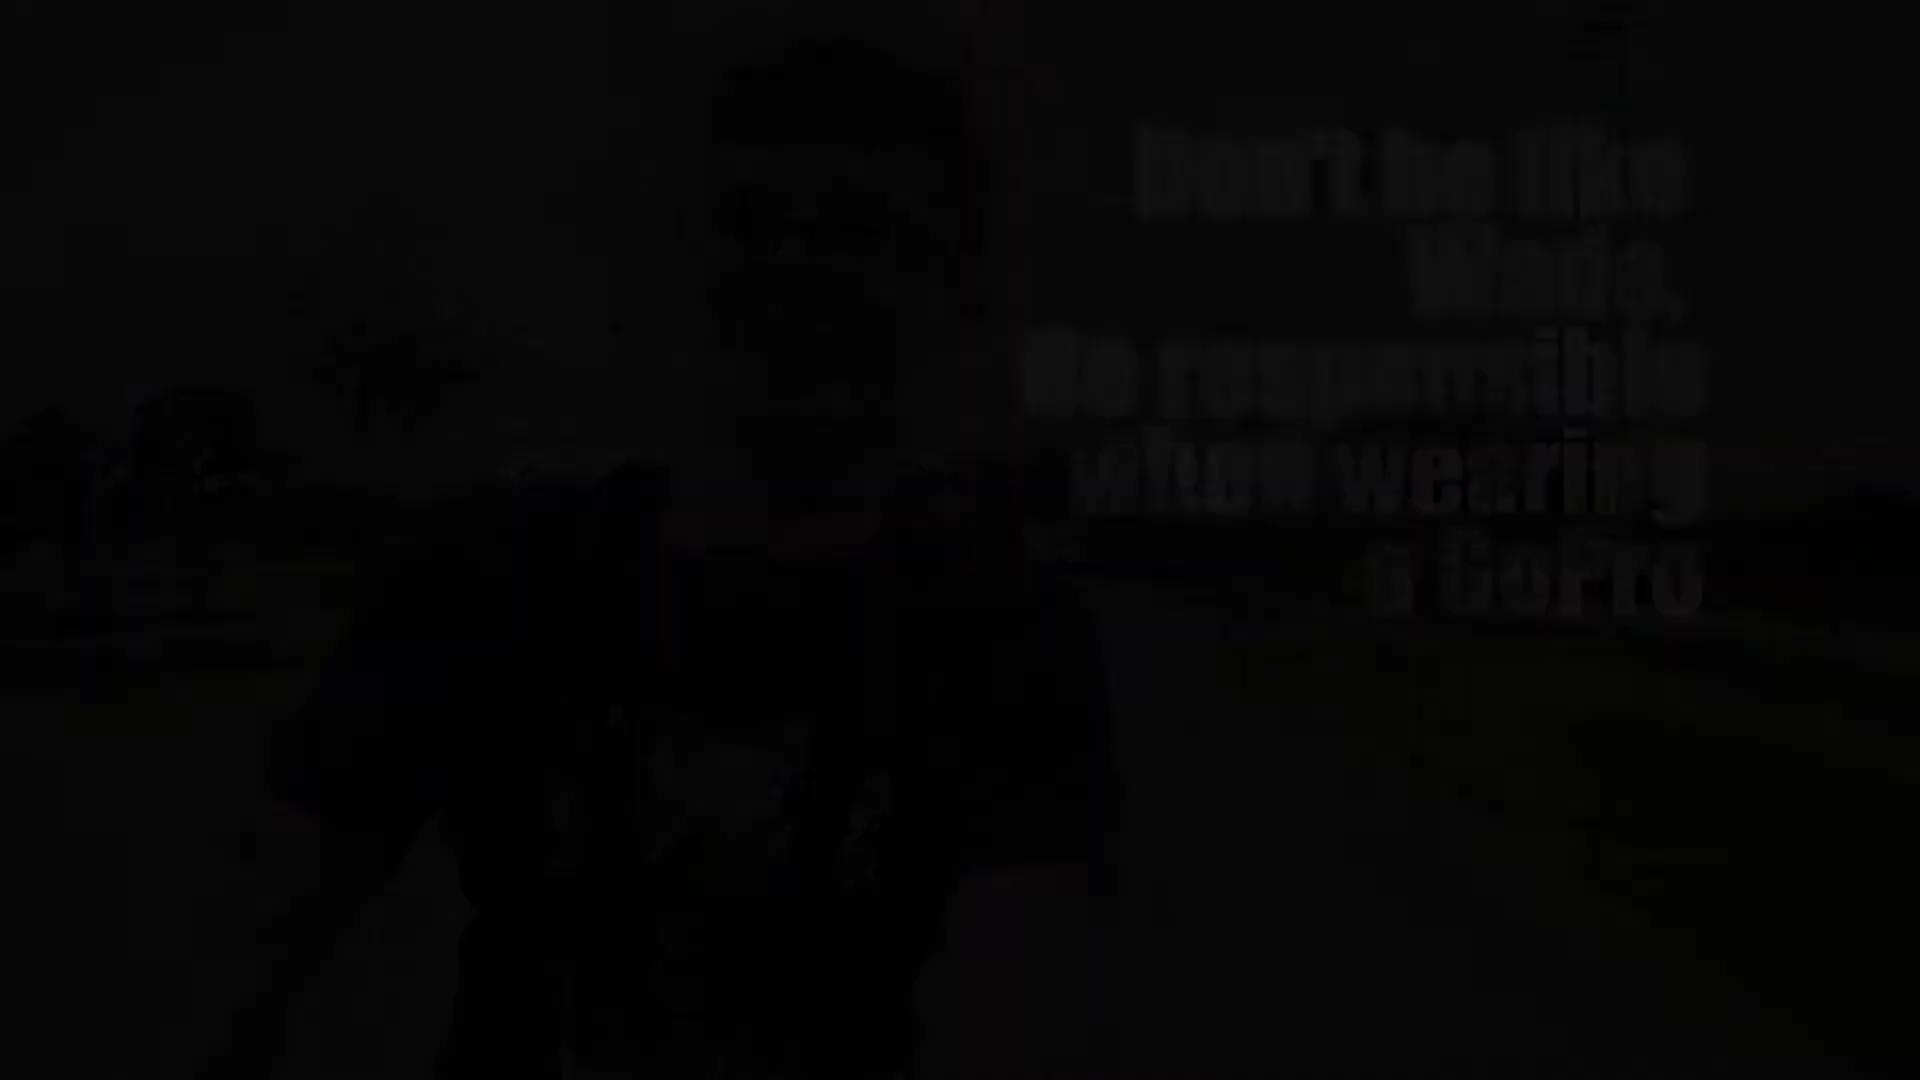 Don't be like
Wade,
Be responsible
when wearing
a GoPro